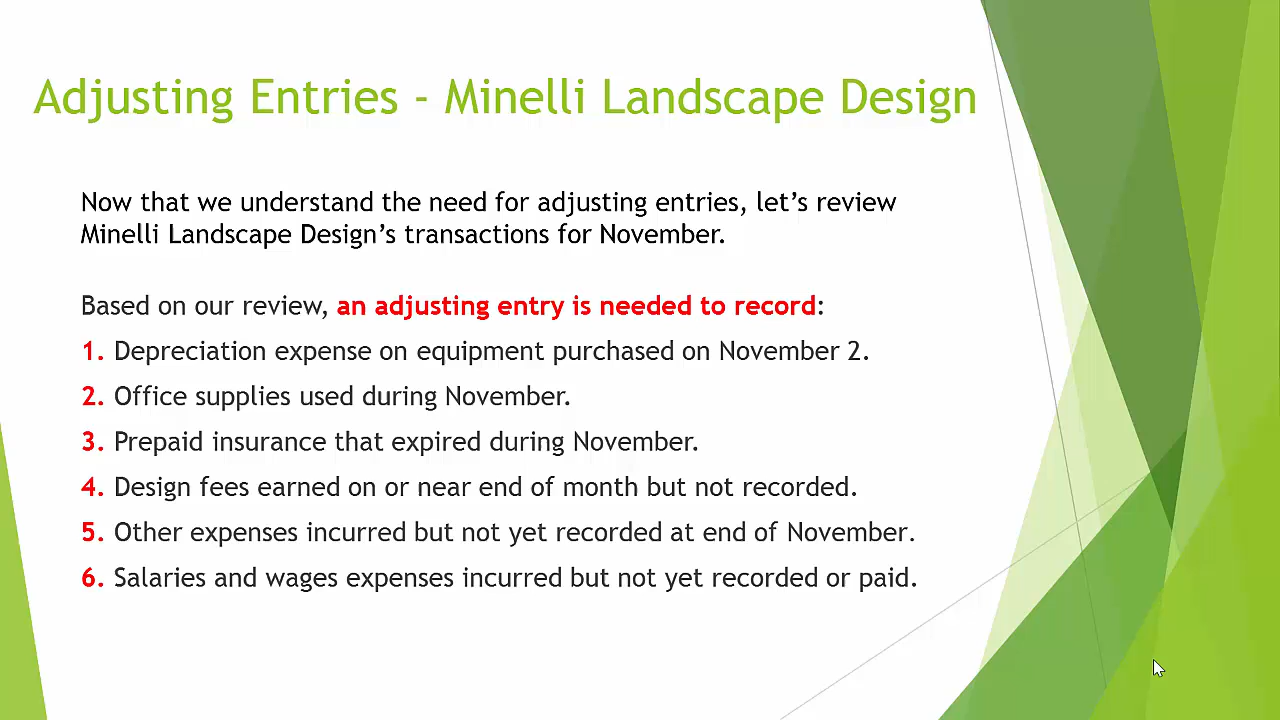 Adjusting Entries - Minelli Landscape Design
Now that we understand the need for adjusting entries, let’s review
Minelli Landscape Design’s transactions for November.
Based on our review, an adjusting entry is needed to record:
1. Depreciation expense on equipment purchased on November 2.
2. Office supplies used during November.
3. Prepaid insurance that expired during November.
4. Design fees earned on or near end of month but not recorded.
5. Other expenses incurred but not yet recorded at end of November.
6. Salaries and wages expenses incurred but not yet recorded or paid.